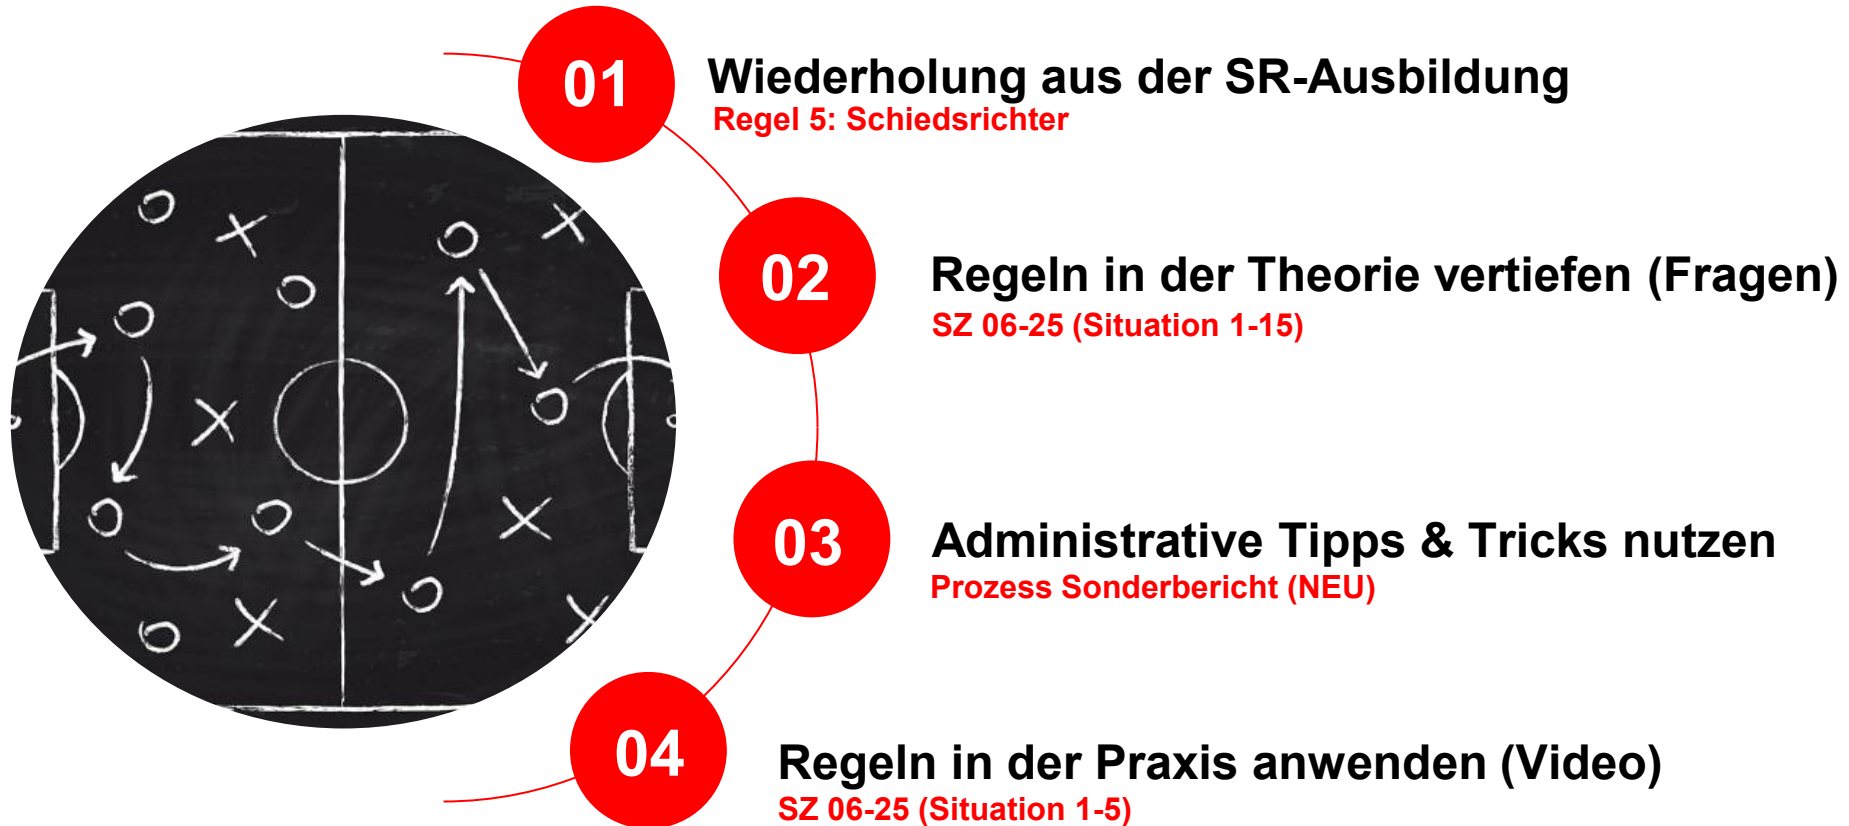 01
Wiederholung aus der SR-Ausbildung
Regel 5: Schiedsrichter
02
Regeln in der Theorie vertiefen (Fragen)
SZ 06-25 (Situation 1-15)
03
Administrative Tipps & Tricks nutzen
Prozess Sonderbericht (NEU)
04
Regeln in der Praxis anwenden (Video)
SZ 06-25 (Situation 1-5)